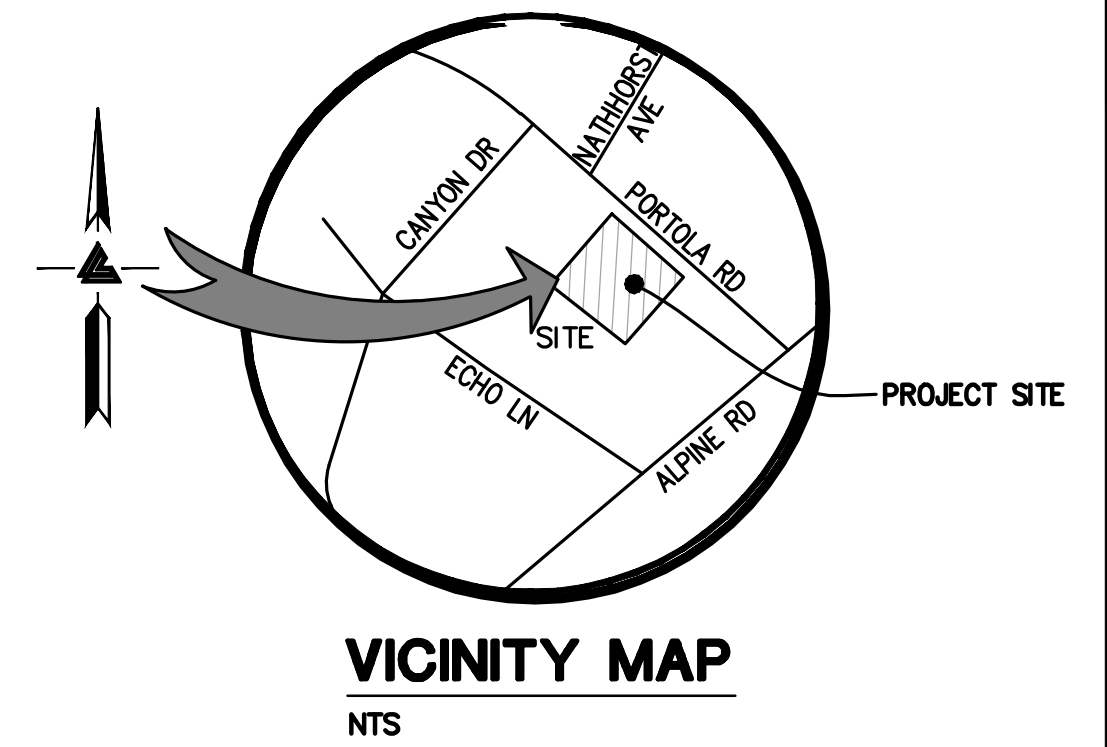 NATHHORST
AVE
CANYON DR
PORTOLA RD
SITE
ECHO LN
PROJECT SITE
ALPINE RD
VICINITY MAP
NTS